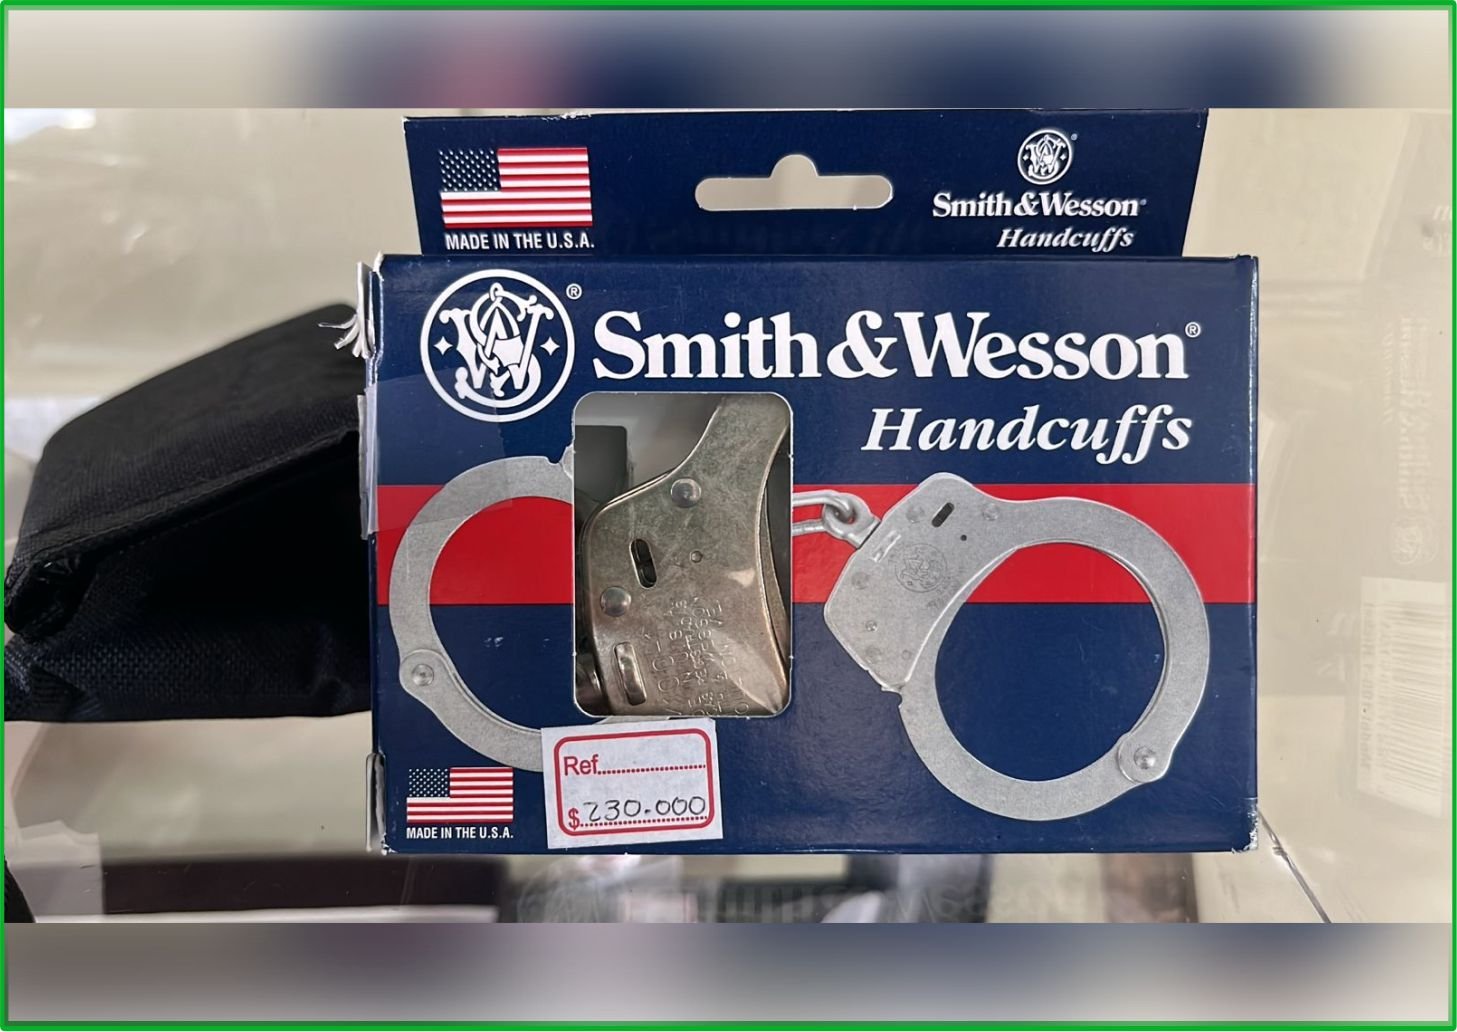 Smith&Wesson®
Handcuffs
MADE IN THE U.S.A.
® Smith&Wesson®
Handcuffs
Ref.
$ 230.000
MADE IN THE U.S.A.